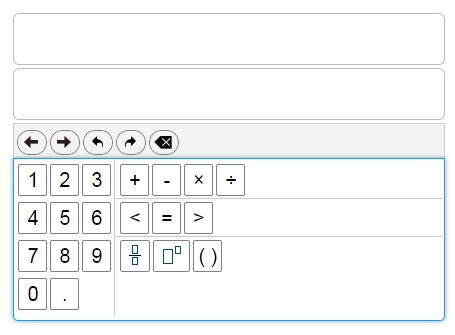 1 2 3 + - × ÷
4 5 6 < = >
7 8 9 ( )
0 .